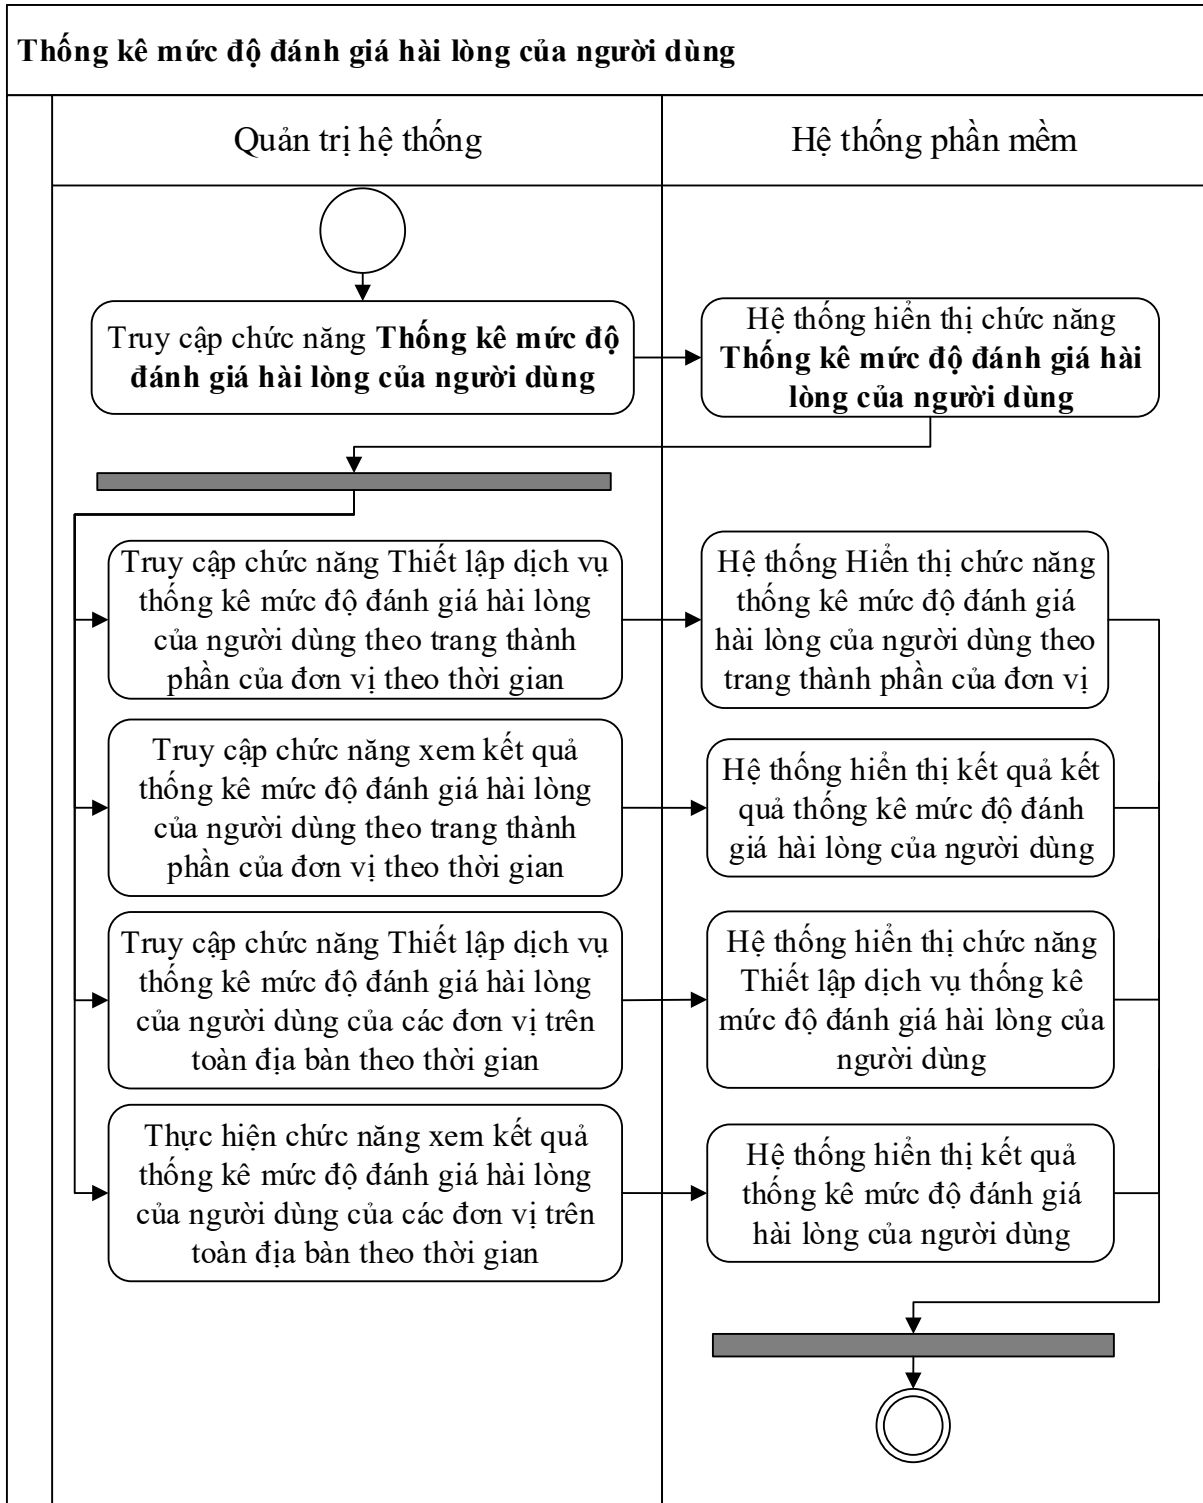 Thống kê mức độ đánh giá hài lòng của người dùng
Quản trị hệ thống
Hệ thống phần mềm
Truy cập chức năng Thống kê mức độ
đánh giá hài lòng của người dùng
Hệ thống hiển thị chức năng
Thống kê mức độ đánh giá hài
lòng của người dùng
Truy cập chức năng Thiết lập dịch vụ
thống kê mức độ đánh giá hài lòng
của người dùng theo trang thành
phần của đơn vị theo thời gian
Hệ thống Hiển thị chức năng
thống kê mức độ đánh giá
hài lòng của người dùng theo
trang thành phần của đơn vị
Truy cập chức năng xem kết quả
thống kê mức độ đánh giá hài lòng
của người dùng theo trang thành
phần của đơn vị theo thời gian
Hệ thống hiển thị kết quả kết
quả thống kê mức độ đánh
giá hài lòng của người dùng
Truy cập chức năng Thiết lập dịch vụ
thống kê mức độ đánh giá hài lòng
của người dùng của các đơn vị trên
toàn địa bàn theo thời gian
Hệ thống hiển thị chức năng
Thiết lập dịch vụ thống kê
mức độ đánh giá hài lòng của
người dùng
Thực hiện chức năng xem kết quả
thống kê mức độ đánh giá hài lòng
của người dùng của các đơn vị trên
toàn địa bàn theo thời gian
Hệ thống hiển thị kết quả
thống kê mức độ đánh giá
hài lòng của người dùng